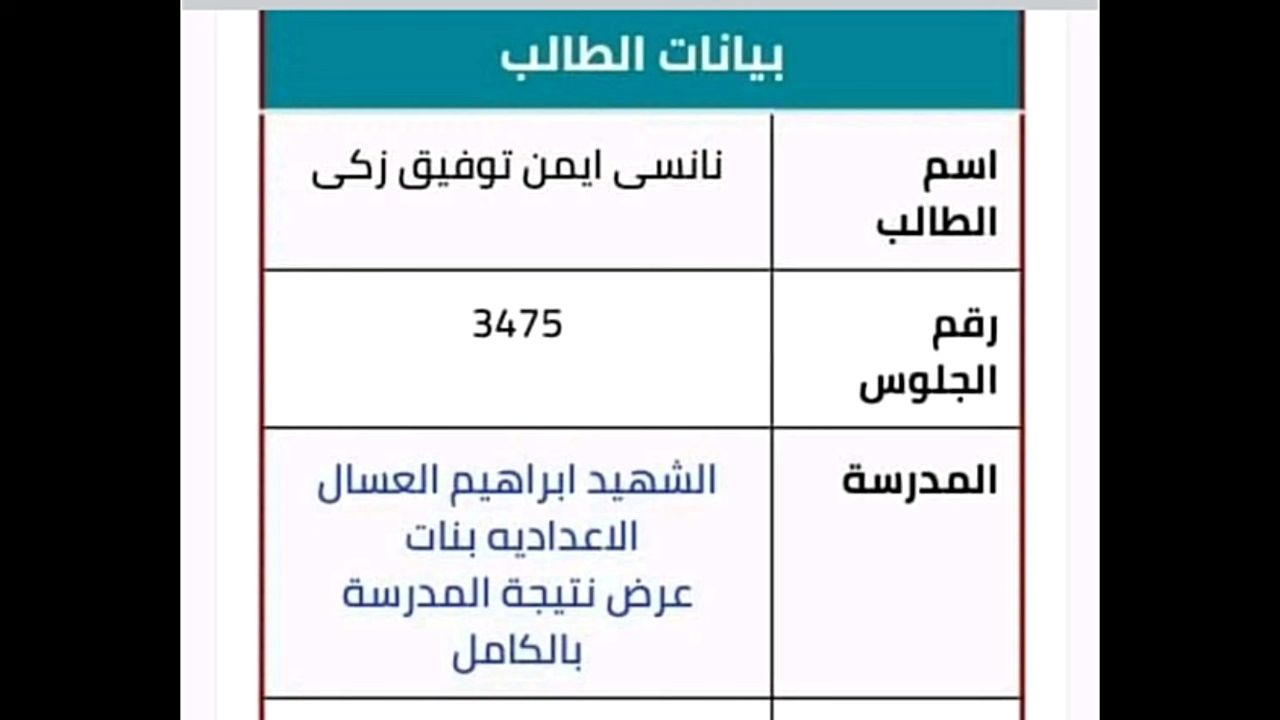 بيانات الطالب
اسم
الطالب
نانسى ايمن توفيق زكى
رقم
الجلوس
3475
المدرسة
الشهيد ابراهيم العسال
الاعداديه بنات
عرض نتيجة المدرسة
بالكامل